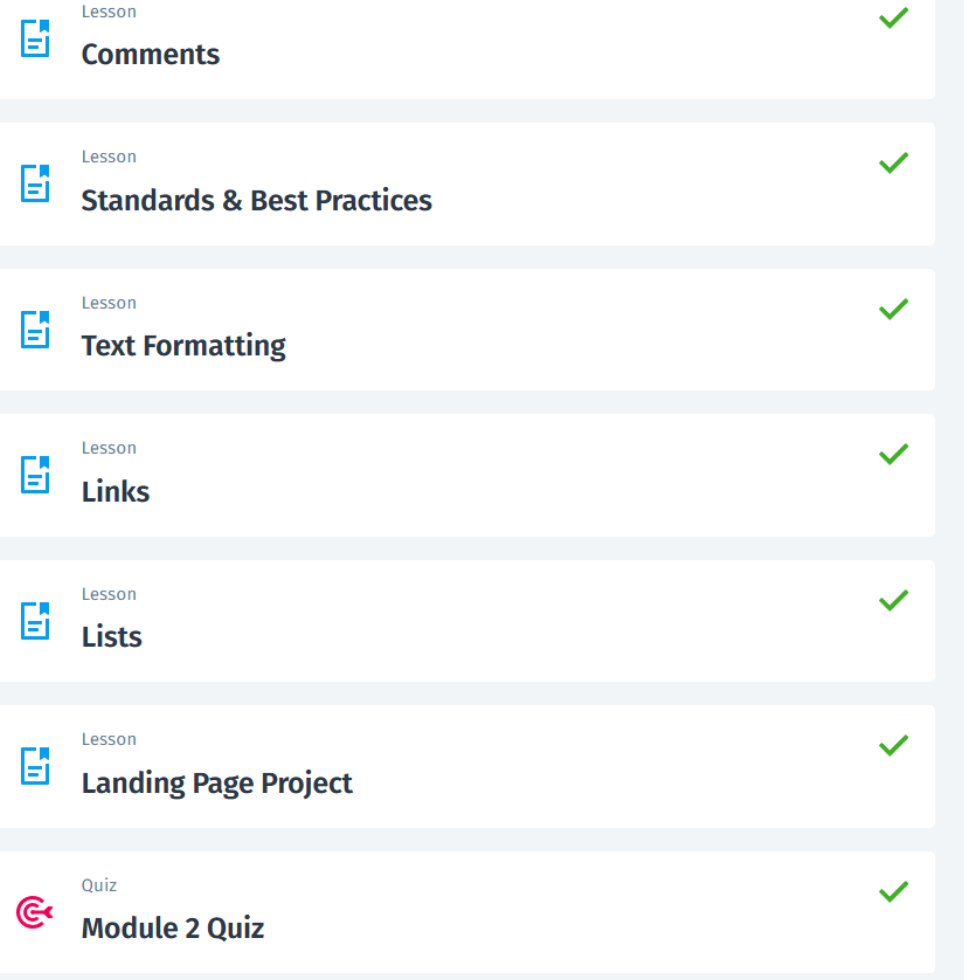 Lesson
Comments
Lesson
Standards & Best Practices
Lesson
Text Formatting
Lesson
Links
Lesson
Lists
Lesson
Landing Page Project
Quiz
Module 2 Quiz